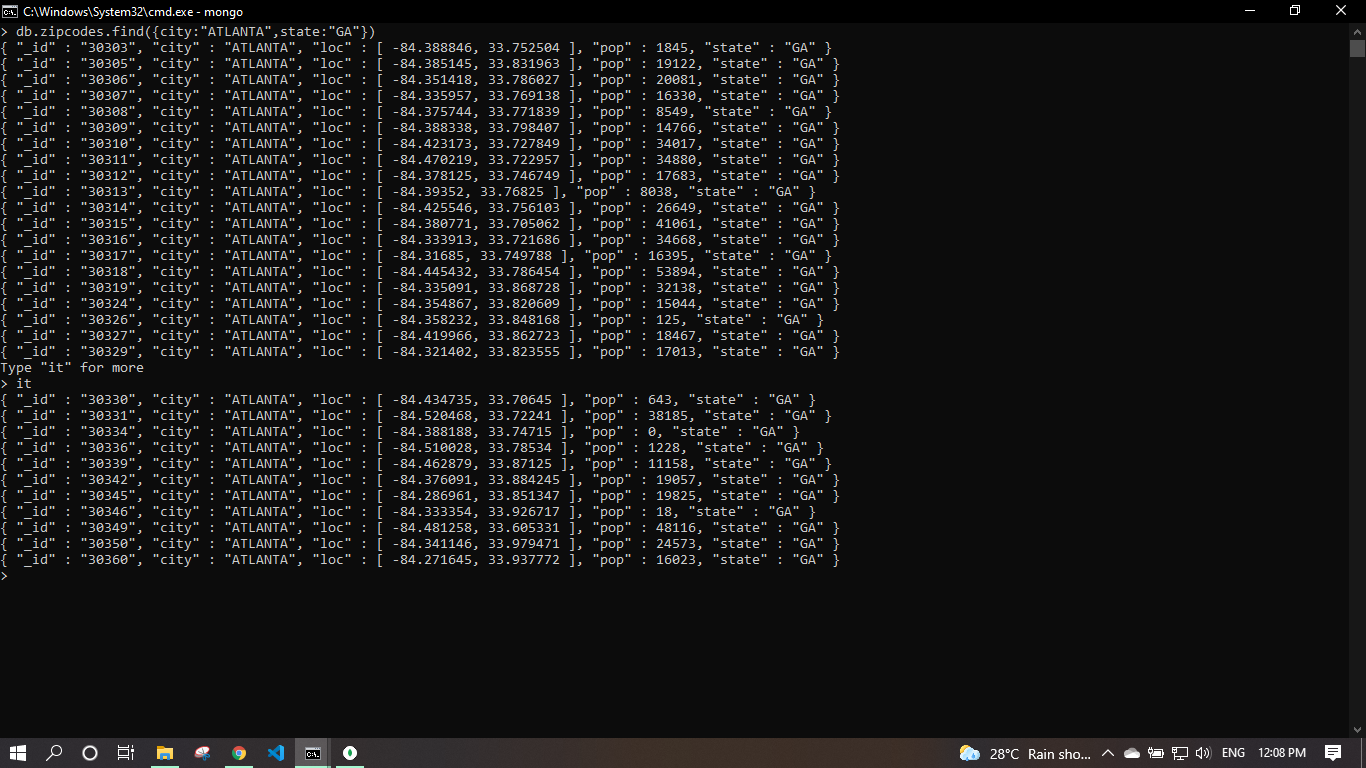 C:\Windows\System32\cmd.exe - mongo
> db.zipcodes.find({city:"ATLANTA",state:"GA"})
{ "_id" : "30303", "city" : "ATLANTA", "loc" : [ -84.388846, 33.752504 ], "pop" : 1845, "state" : "GA" }
{ "_id" : "30305", "city" : "ATLANTA", "loc" : [ -84.385145, 33.831963 ], "pop" : 19122, "state" : "GA" }
{ "_id" : "30306", "city" : "ATLANTA", "loc" : [ -84.351418, 33.786027 ], "pop" : 20081, "state" : "GA" }
{ "_id" : "30307", "city" : "ATLANTA", "loc" : [ -84.335957, 33.769138 ], "pop" : 16330, "state" : "GA" }
{ "_id" : "30308", "city" : "ATLANTA", "loc" : [ -84.375744, 33.771839 ], "pop" : 8549, "state" : "GA" }
{ "_id" : "30309", "city" : "ATLANTA", "loc" : [ -84.388338, 33.798407 ], "pop" : 14766, "state" : "GA" }
{ "_id" : "30310", "city" : "ATLANTA", "loc" : [ -84.423173, 33.727849 ], "pop" : 34017, "state" : "GA" }
{ "_id" : "30311", "city" : "ATLANTA", "loc" : [ -84.470219, 33.722957 ], "pop" : 34880, "state" : "GA" }
{ "_id" : "30312", "city" : "ATLANTA", "loc" : [ -84.378125, 33.746749 ], "pop" : 17683, "state" : "GA" }
{ "_id" : "30313", "city" : "ATLANTA", "loc" : [ -84.39352, 33.76825 ], "pop" : 8038, "state" : "GA" }
{ "_id" : "30314", "city" : "ATLANTA", "loc" : [ -84.425546, 33.756103 ], "pop" : 26649, "state" : "GA" }
{ "_id" : "30315", "city" : "ATLANTA", "loc" : [ -84.380771, 33.705062 ], "pop" : 41061, "state" : "GA" }
{ "_id" : "30316", "city" : "ATLANTA", "loc" : [ -84.333913, 33.721686 ], "pop" : 34668, "state" : "GA" }
{ "_id" : "30317", "city" : "ATLANTA", "loc" : [ -84.31685, 33.749788 ], "pop" : 16395, "state" : "GA" }
{ "_id" : "30318", "city" : "ATLANTA", "loc" : [ -84.445432, 33.786454 ], "pop" : 53894, "state" : "GA" }
{ "_id" : "30319", "city" : "ATLANTA", "loc" : [ -84.335091, 33.868728 ], "pop" : 32138, "state" : "GA" }
{ "_id" : "30324", "city" : "ATLANTA", "loc" : [ -84.354867, 33.820609 ], "pop" : 15044, "state" : "GA" }
{ "_id" : "30326", "city" : "ATLANTA", "loc" : [ -84.358232, 33.848168 ], "pop" : 125, "state" : "GA" }
{ "_id" : "30327", "city" : "ATLANTA", "loc" : [ -84.419966, 33.862723 ], "pop" : 18467, "state" : "GA" }
{ "_id" : "30329", "city" : "ATLANTA", "loc" : [ -84.321402, 33.823555 ], "pop" : 17013, "state" : "GA" }
Type "it" for more
> it
{ "_id" : "30330", "city" : "ATLANTA", "loc" : [ -84.434735, 33.70645 ], "pop" : 643, "state" : "GA" }
{ "_id" : "30331", "city" : "ATLANTA", "loc" : [ -84.520468, 33.72241 ], "pop" : 38185, "state" : "GA" }
{ "_id" : "30334", "city" : "ATLANTA", "loc" : [ -84.388188, 33.74715 ], "pop" : 0, "state" : "GA" }
{ "_id" : "30336", "city" : "ATLANTA", "loc" : [ -84.510028, 33.78534 ], "pop" : 1228, "state" : "GA" }
{ "_id" : "30339", "city" : "ATLANTA", "loc" : [ -84.462879, 33.87125 ], "pop" : 11158, "state" : "GA" }
{ "_id" : "30342", "city" : "ATLANTA", "loc" : [ -84.376091, 33.884245 ], "pop" : 19057, "state" : "GA" }
{ "_id" : "30345", "city" : "ATLANTA", "loc" : [ -84.286961, 33.851347 ], "pop" : 19825, "state" : "GA" }
{ "_id" : "30346", "city" : "ATLANTA", "loc" : [ -84.333354, 33.926717 ], "pop" : 18, "state" : "GA" }
{ "_id" : "30349", "city" : "ATLANTA", "loc" : [ -84.481258, 33.605331 ], "pop" : 48116, "state" : "GA" }
{ "_id" : "30350", "city" : "ATLANTA", "loc" : [ -84.341146, 33.979471 ], "pop" : 24573, "state" : "GA" }
{ "_id" : "30360", "city" : "ATLANTA", "loc" : [ -84.271645, 33.937772 ], "pop" : 16023, "state" : "GA" }
>
28°C Rain sho... ENG 12:08 PM